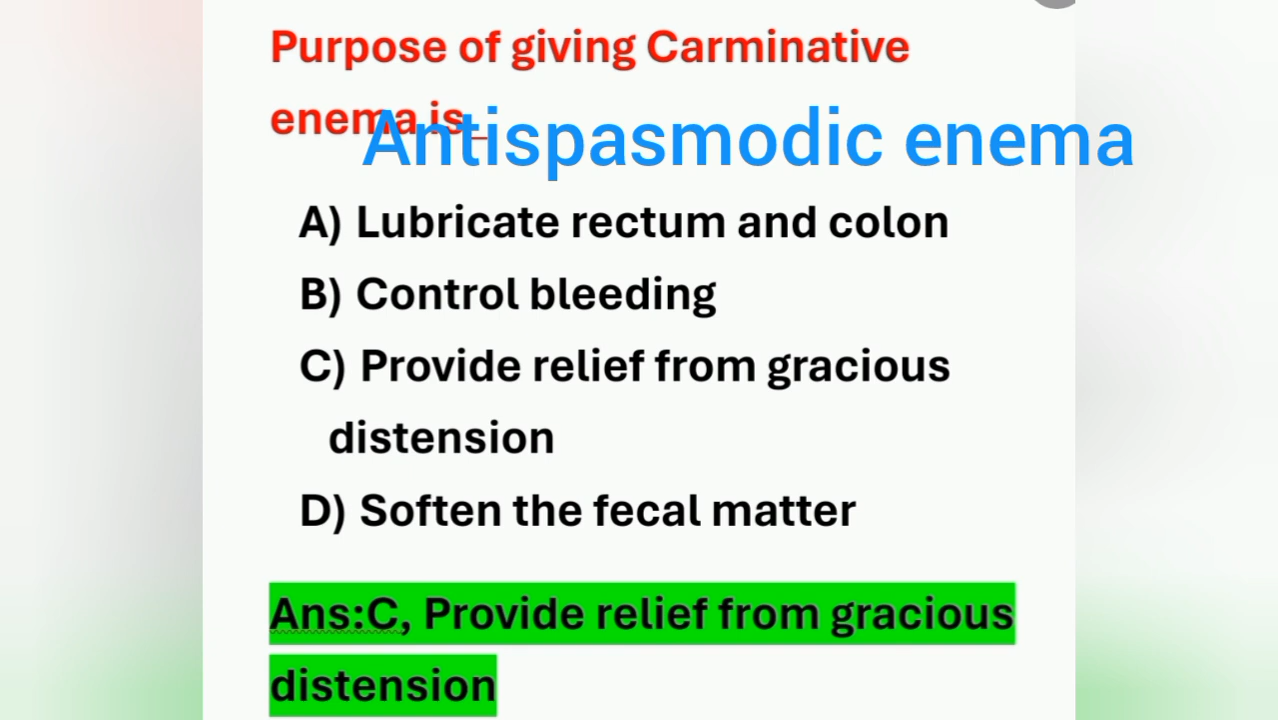 Purpose of giving Carminative
enema is_
Antispasmodic enema
A) Lubricate rectum and colon
B) Control bleeding
C) Provide relief from gracious
distension
D) Soften the fecal matter
Ans:C, Provide relief from gracious
distension